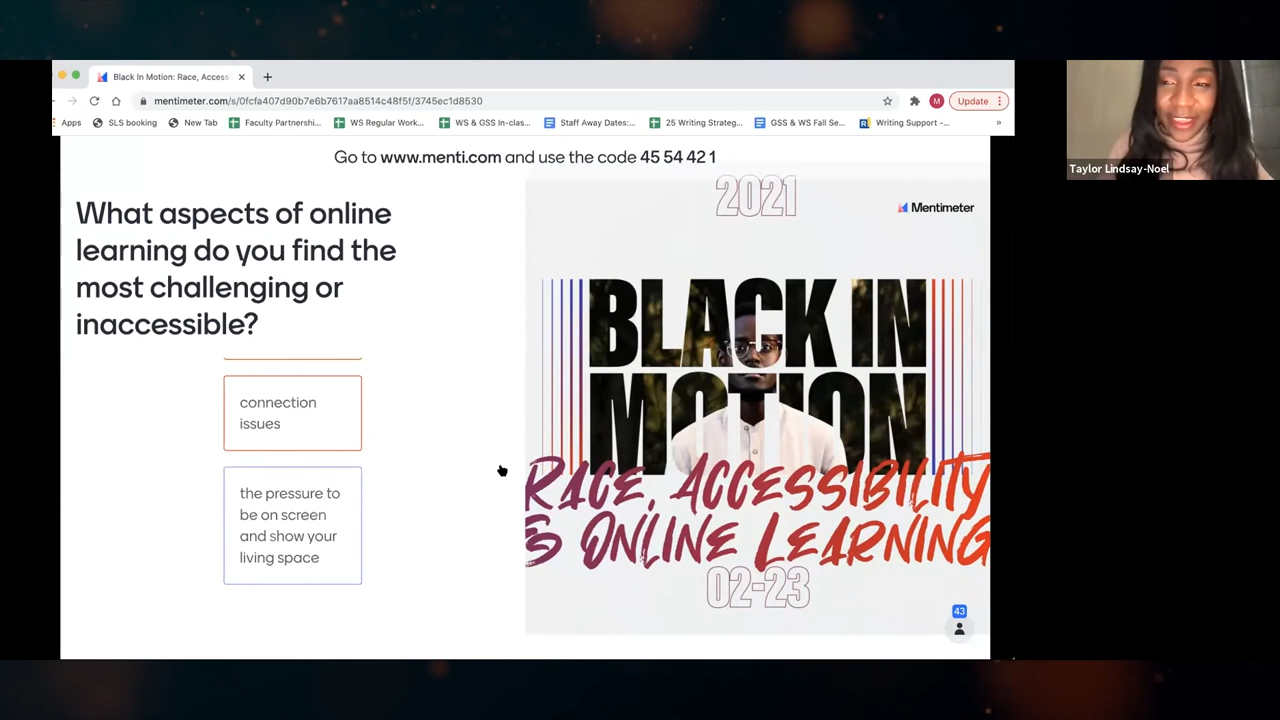 Black In Motion: Race, Access
mentimeter.com/s/0fcfa407d90b7e6b7617aa8514c48f5f/3745ec1d8530
M
Update
Apps
SLS booking
New Tab
Faculty Partnershi...
WS Regular Work...
WS & GSS In-clas...
Staff Away Dates:...
25 Writing Strateg...
GSS & WS Fall Se...
Writing Support -...
»
Go to www.menti.com and use the code 45 54 42 1
What aspects of online
learning do you find the
most challenging or
inaccessible?
connection
issues
the pressure to
be on screen
and show your
living space
2021
Mentimeter
BLACK IN
MOTION
RACE, ACCESSIBILITY
& ONLINE LEARNING
02-23
43
Taylor Lindsay-Noel